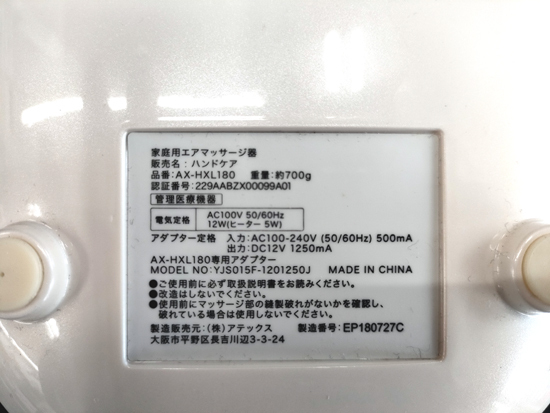 家庭用エアマッサージ器
販売名：ハンドケア
品番：AX-HXL180　重量：約700g
認証番号：229AABZX00099A01
管理医療機器
電気定格　AC100V 50/60Hz
12W(ヒーター 5W)
アダプター定格　入力：AC100-240V (50/60Hz) 500mA
出力：DC12V 1250mA
AX-HXL180専用アダプター
MODEL NO：YJS015F-1201250J　MADE IN CHINA
●ご使用前に必ず取扱説明書をお読みください。
●改造はしないでください。
●使用前にマッサージ部の縫製破れがないかを確認し、
破れている場合は使用しないでください。
製造販売元：（株）アテックス　製造番号：EP180727C
大阪市平野区長吉川辺3-3-24